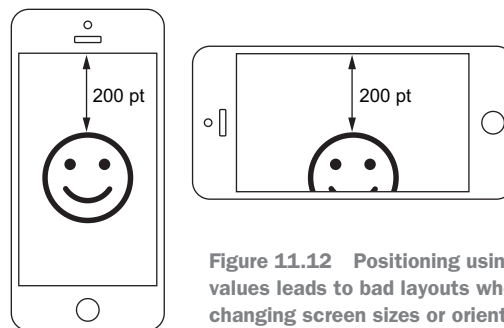 200 pt
200 pt
Figure 11.12 Positioning usin
values leads to bad layouts wh
changing screen sizes or orient